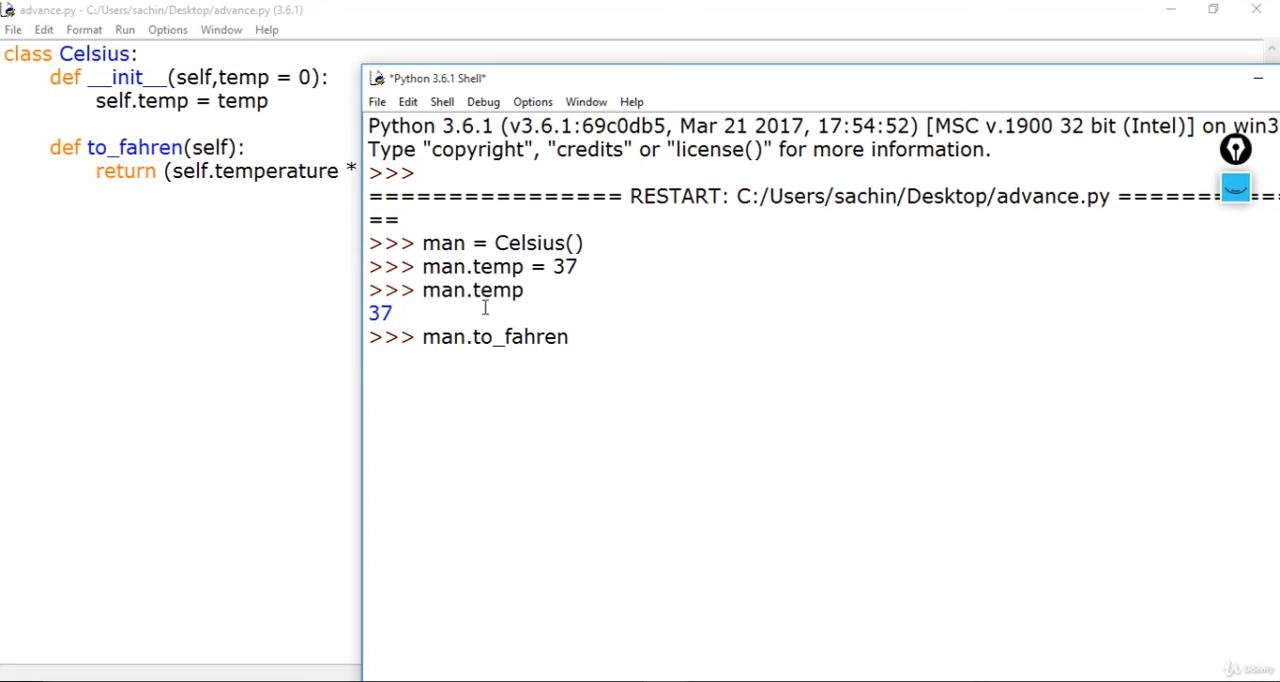 advance.py - C:/Users/sachin/Desktop/advance.py (3.6.1)
File Edit Format Run Options Window Help
class Celsius:
def __init__(self,temp = 0):
self.temp = temp
def to_fahren(self):
return (self.temperature *
*Python 3.6.1 Shell*
File Edit Shell Debug Options Window Help
Python 3.6.1 (v3.6.1:69c0db5, Mar 21 2017, 17:54:52) [MSC v.1900 32 bit (Intel)] on win3
Type "copyright", "credits" or "license()" for more information.
>>>
================ RESTART: C:/Users/sachin/Desktop/advance.py ================
==
>>> man = Celsius()
>>> man.temp = 37
>>> man.temp
37
>>> man.to_fahren
Udemy